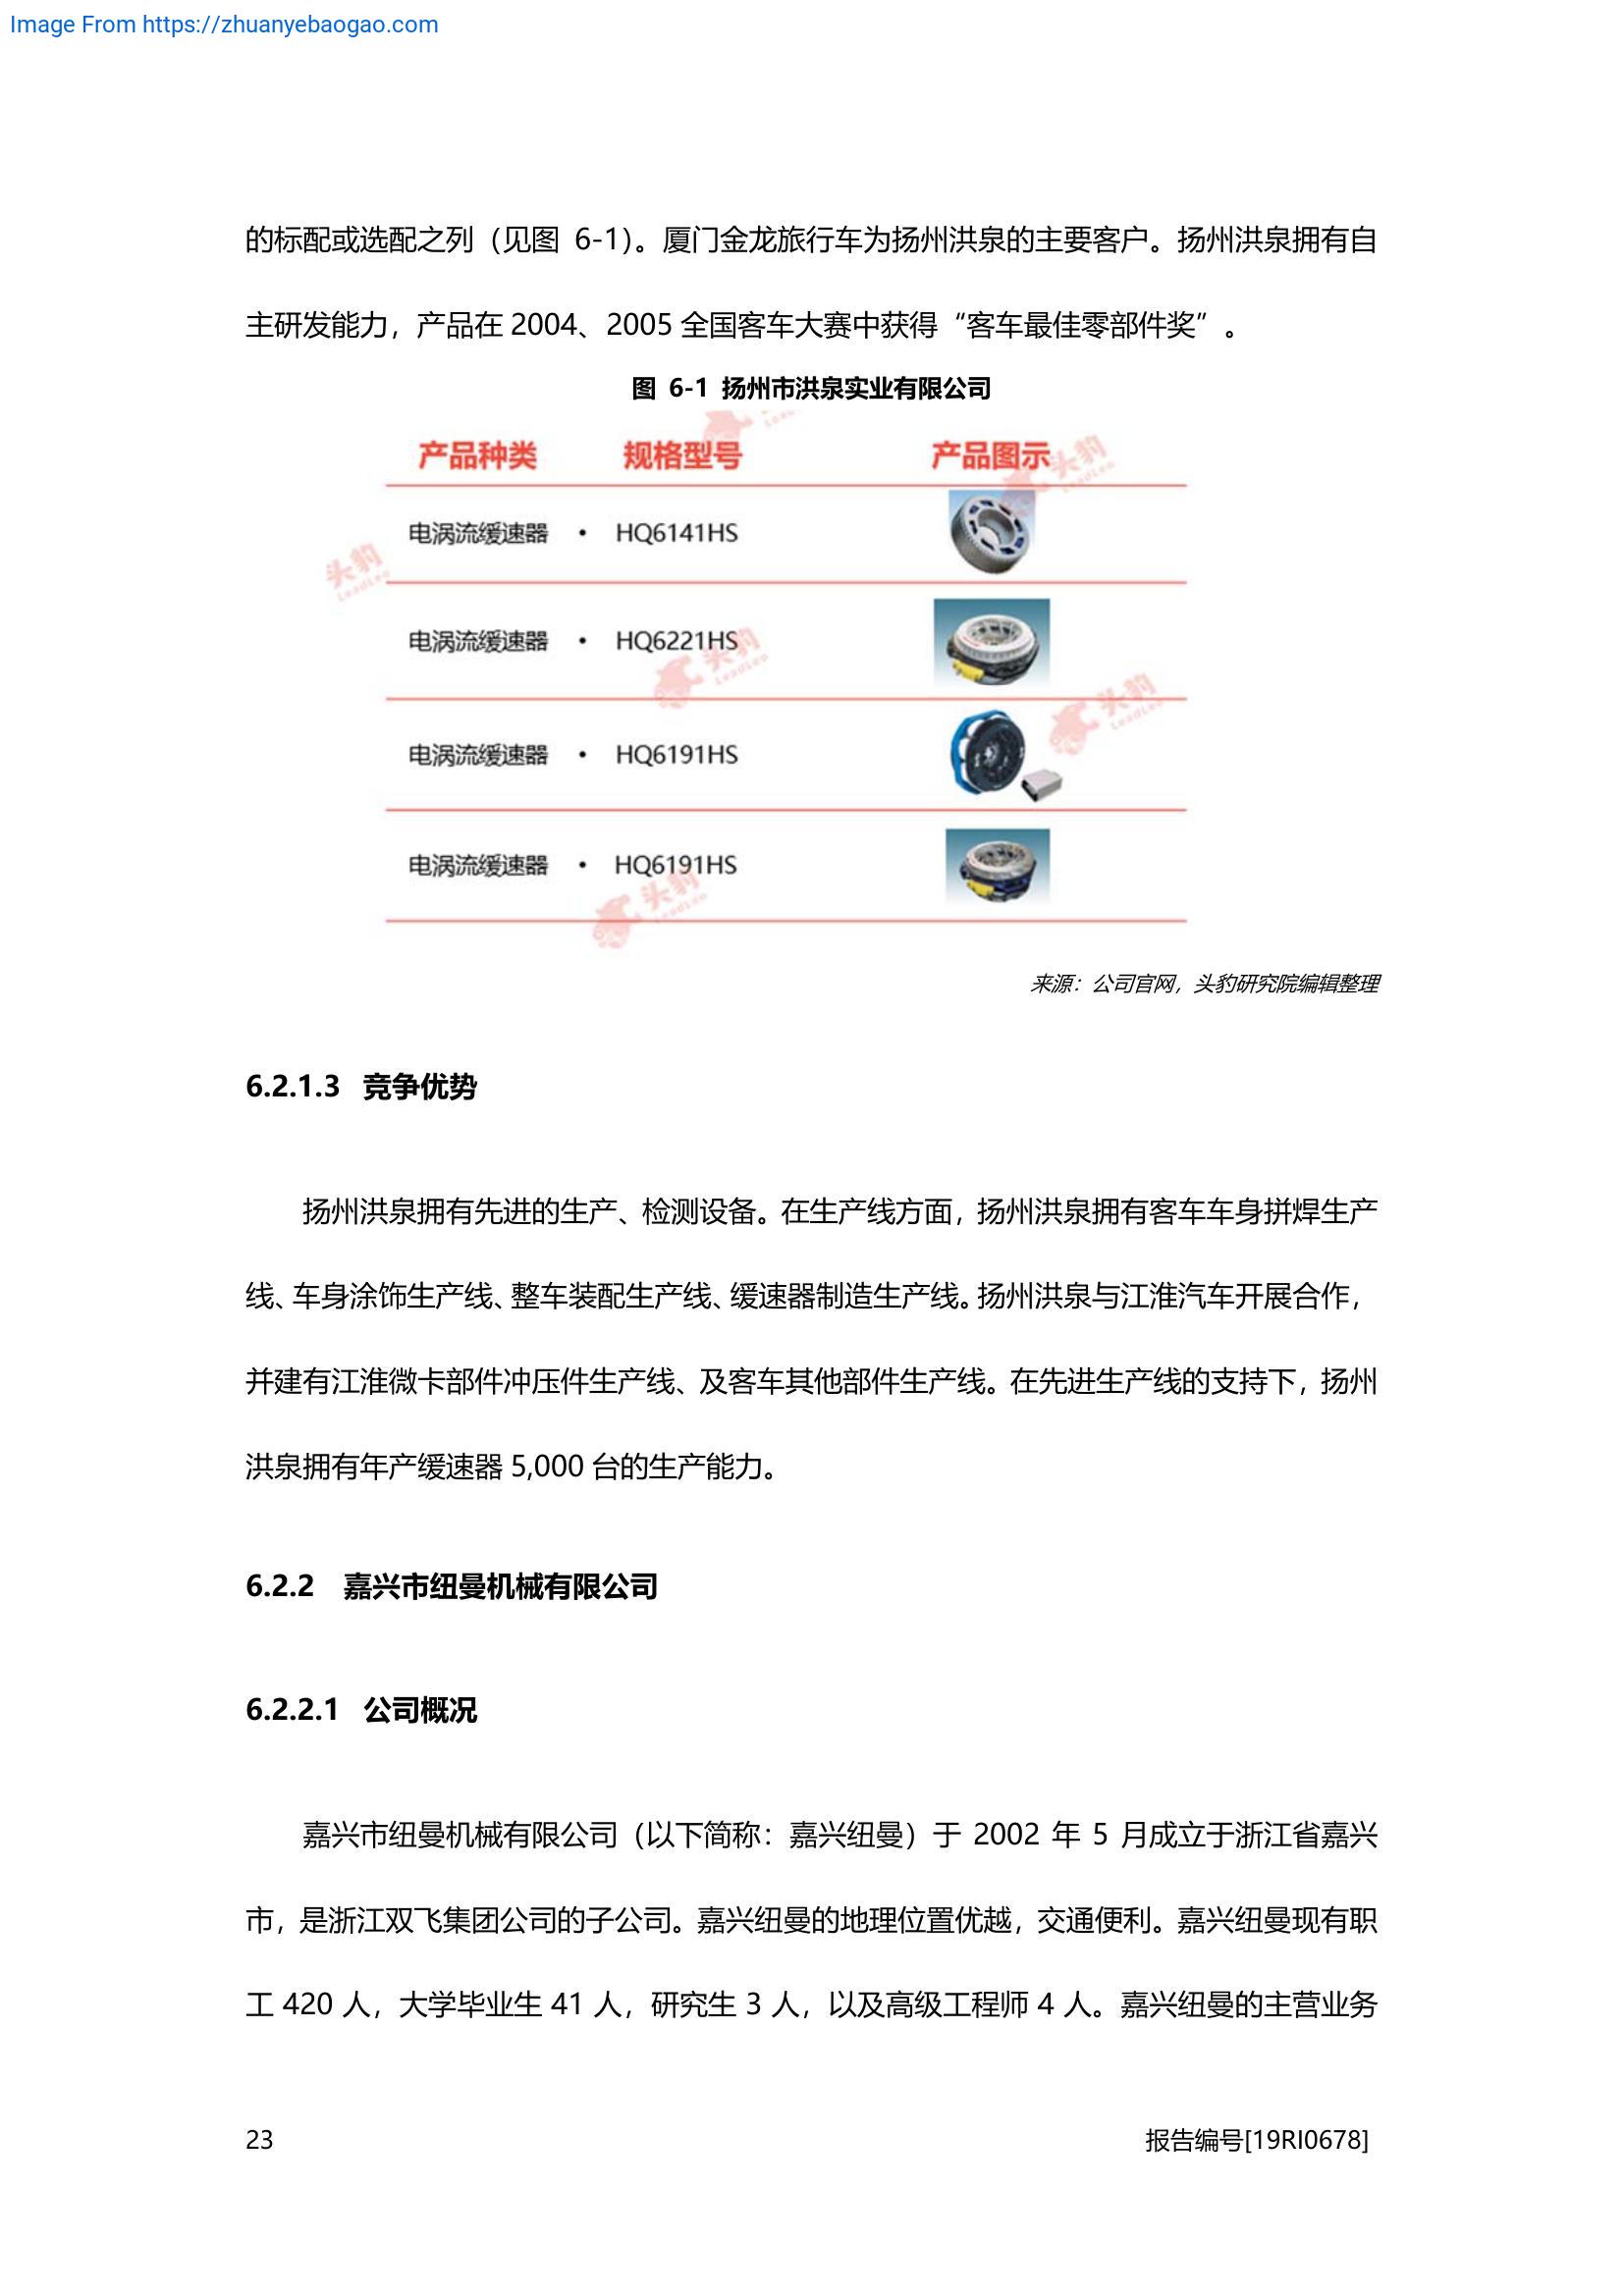 Image From https://zhuanyebaogao.com
的标配或选配之列（见图 6-1）。厦门金龙旅行车为扬州洪泉的主要客户。扬州洪泉拥有自
主研发能力，产品在 2004、2005 全国客车大赛中获得“客车最佳零部件奖”。
图 6-1 扬州市洪泉实业有限公司
产品种类 规格型号 产品图示
电涡流缓速器 • HQ6141HS
电涡流缓速器 • HQ6221HS
电涡流缓速器 • HQ6191HS
电涡流缓速器 • HQ6191HS
头豹 LeadLeo
来源：公司官网，头豹研究院编辑整理
6.2.1.3 竞争优势
扬州洪泉拥有先进的生产、检测设备。在生产线方面，扬州洪泉拥有客车车身拼焊生产
线、车身涂饰生产线、整车装配生产线、缓速器制造生产线。扬州洪泉与江淮汽车开展合作，
并建有江淮微卡部件冲压件生产线、及客车其他部件生产线。在先进生产线的支持下，扬州
洪泉拥有年产缓速器 5,000 台的生产能力。
6.2.2 嘉兴市纽曼机械有限公司
6.2.2.1 公司概况
嘉兴市纽曼机械有限公司（以下简称：嘉兴纽曼）于 2002 年 5 月成立于浙江省嘉兴
市，是浙江双飞集团公司的子公司。嘉兴纽曼的地理位置优越，交通便利。嘉兴纽曼现有职
工 420 人，大学毕业生 41 人，研究生 3 人，以及高级工程师 4 人。嘉兴纽曼的主营业务
23 报告编号[19RI0678]